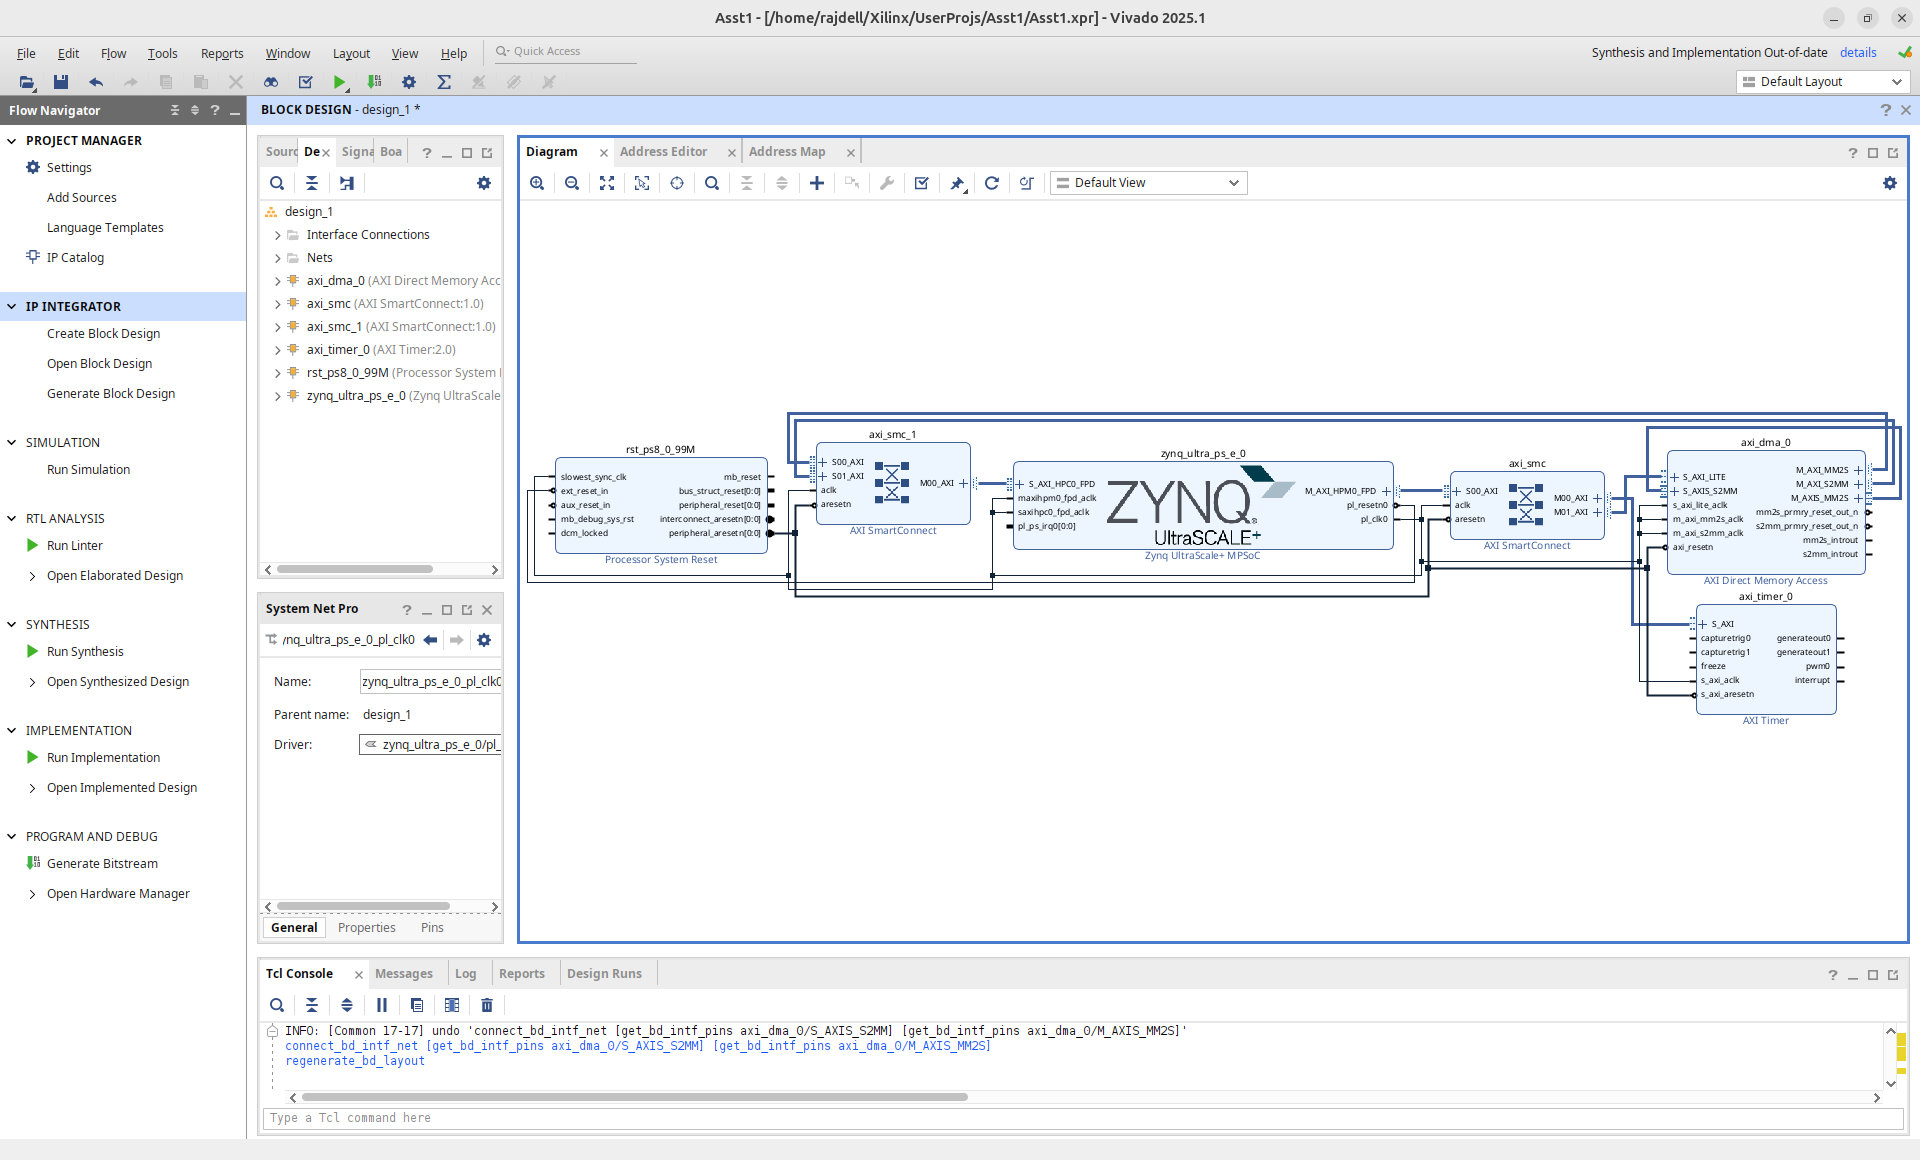 Asst1 - [/home/rajdell/Xilinx/UserProjs/Asst1/Asst1.xpr] - Vivado 2025.1
File Edit Flow Tools Reports Window Layout View Help Quick Access
Synthesis and Implementation Out-of-date details
Default Layout
Flow Navigator
PROJECT MANAGER
Settings
Add Sources
Language Templates
IP Catalog
IP INTEGRATOR
Create Block Design
Open Block Design
Generate Block Design
SIMULATION
Run Simulation
RTL ANALYSIS
Run Linter
Open Elaborated Design
SYNTHESIS
Run Synthesis
Open Synthesized Design
IMPLEMENTATION
Run Implementation
Open Implemented Design
PROGRAM AND DEBUG
Generate Bitstream
Open Hardware Manager
BLOCK DESIGN - design_1 *
Sourc De Signa Boa
design_1
Interface Connections
Nets
axi_dma_0 (AXI Direct Memory Acc
axi_smc (AXI SmartConnect:1.0)
axi_smc_1 (AXI SmartConnect:1.0)
axi_timer_0 (AXI Timer:2.0)
rst_ps8_0_99M (Processor System
zynq_ultra_ps_e_0 (Zynq UltraScale
System Net Pro
/nq_ultra_ps_e_0_pl_clk0
Name: zynq_ultra_ps_e_0_pl_clk0
Parent name: design_1
Driver: zynq_ultra_ps_e_0/pl_
General Properties Pins
Diagram Address Editor Address Map
Default View
rst_ps8_0_99M
slowest_sync_clk mb_reset
ext_reset_in bus_struct_reset[0:0]
aux_reset_in peripheral_reset[0:0]
mb_debug_sys_rst interconnect_aresetn[0:0]
dcm_locked peripheral_aresetn[0:0]
Processor System Reset
axi_smc_1
S00_AXI
S01_AXI
aclk
aresetn
M00_AXI
AXI SmartConnect
zynq_ultra_ps_e_0
S_AXI_HPC0_FPD
maxihpm0_fpd_aclk
saxihpc0_fpd_aclk
pl_ps_irq0[0:0]
ZYNQ
UltraSCALE+
M_AXI_HPM0_FPD
pl_resetn0
pl_clk0
Zynq UltraScale+ MPSoC
axi_smc
S00_AXI
aclk
aresetn
M00_AXI
M01_AXI
AXI SmartConnect
axi_dma_0
S_AXI_LITE
S_AXIS_S2MM
s_axi_lite_aclk
m_axi_mm2s_aclk
m_axi_s2mm_aclk
axi_resetn
M_AXI_MM2S
M_AXI_S2MM
M_AXIS_MM2S
mm2s_prmry_reset_out_n
s2mm_prmry_reset_out_n
mm2s_introut
s2mm_introut
AXI Direct Memory Access
axi_timer_0
S_AXI
capturetrig0 generateout0
capturetrig1 generateout1
freeze pwm0
s_axi_aclk interrupt
s_axi_aresetn
AXI Timer
Tcl Console Messages Log Reports Design Runs
INFO: [Common 17-17] undo 'connect_bd_intf_net [get_bd_intf_pins axi_dma_0/S_AXIS_S2MM] [get_bd_intf_pins axi_dma_0/M_AXIS_MM2S]'
connect_bd_intf_net [get_bd_intf_pins axi_dma_0/S_AXIS_S2MM] [get_bd_intf_pins axi_dma_0/M_AXIS_MM2S]
regenerate_bd_layout
Type a Tcl command here